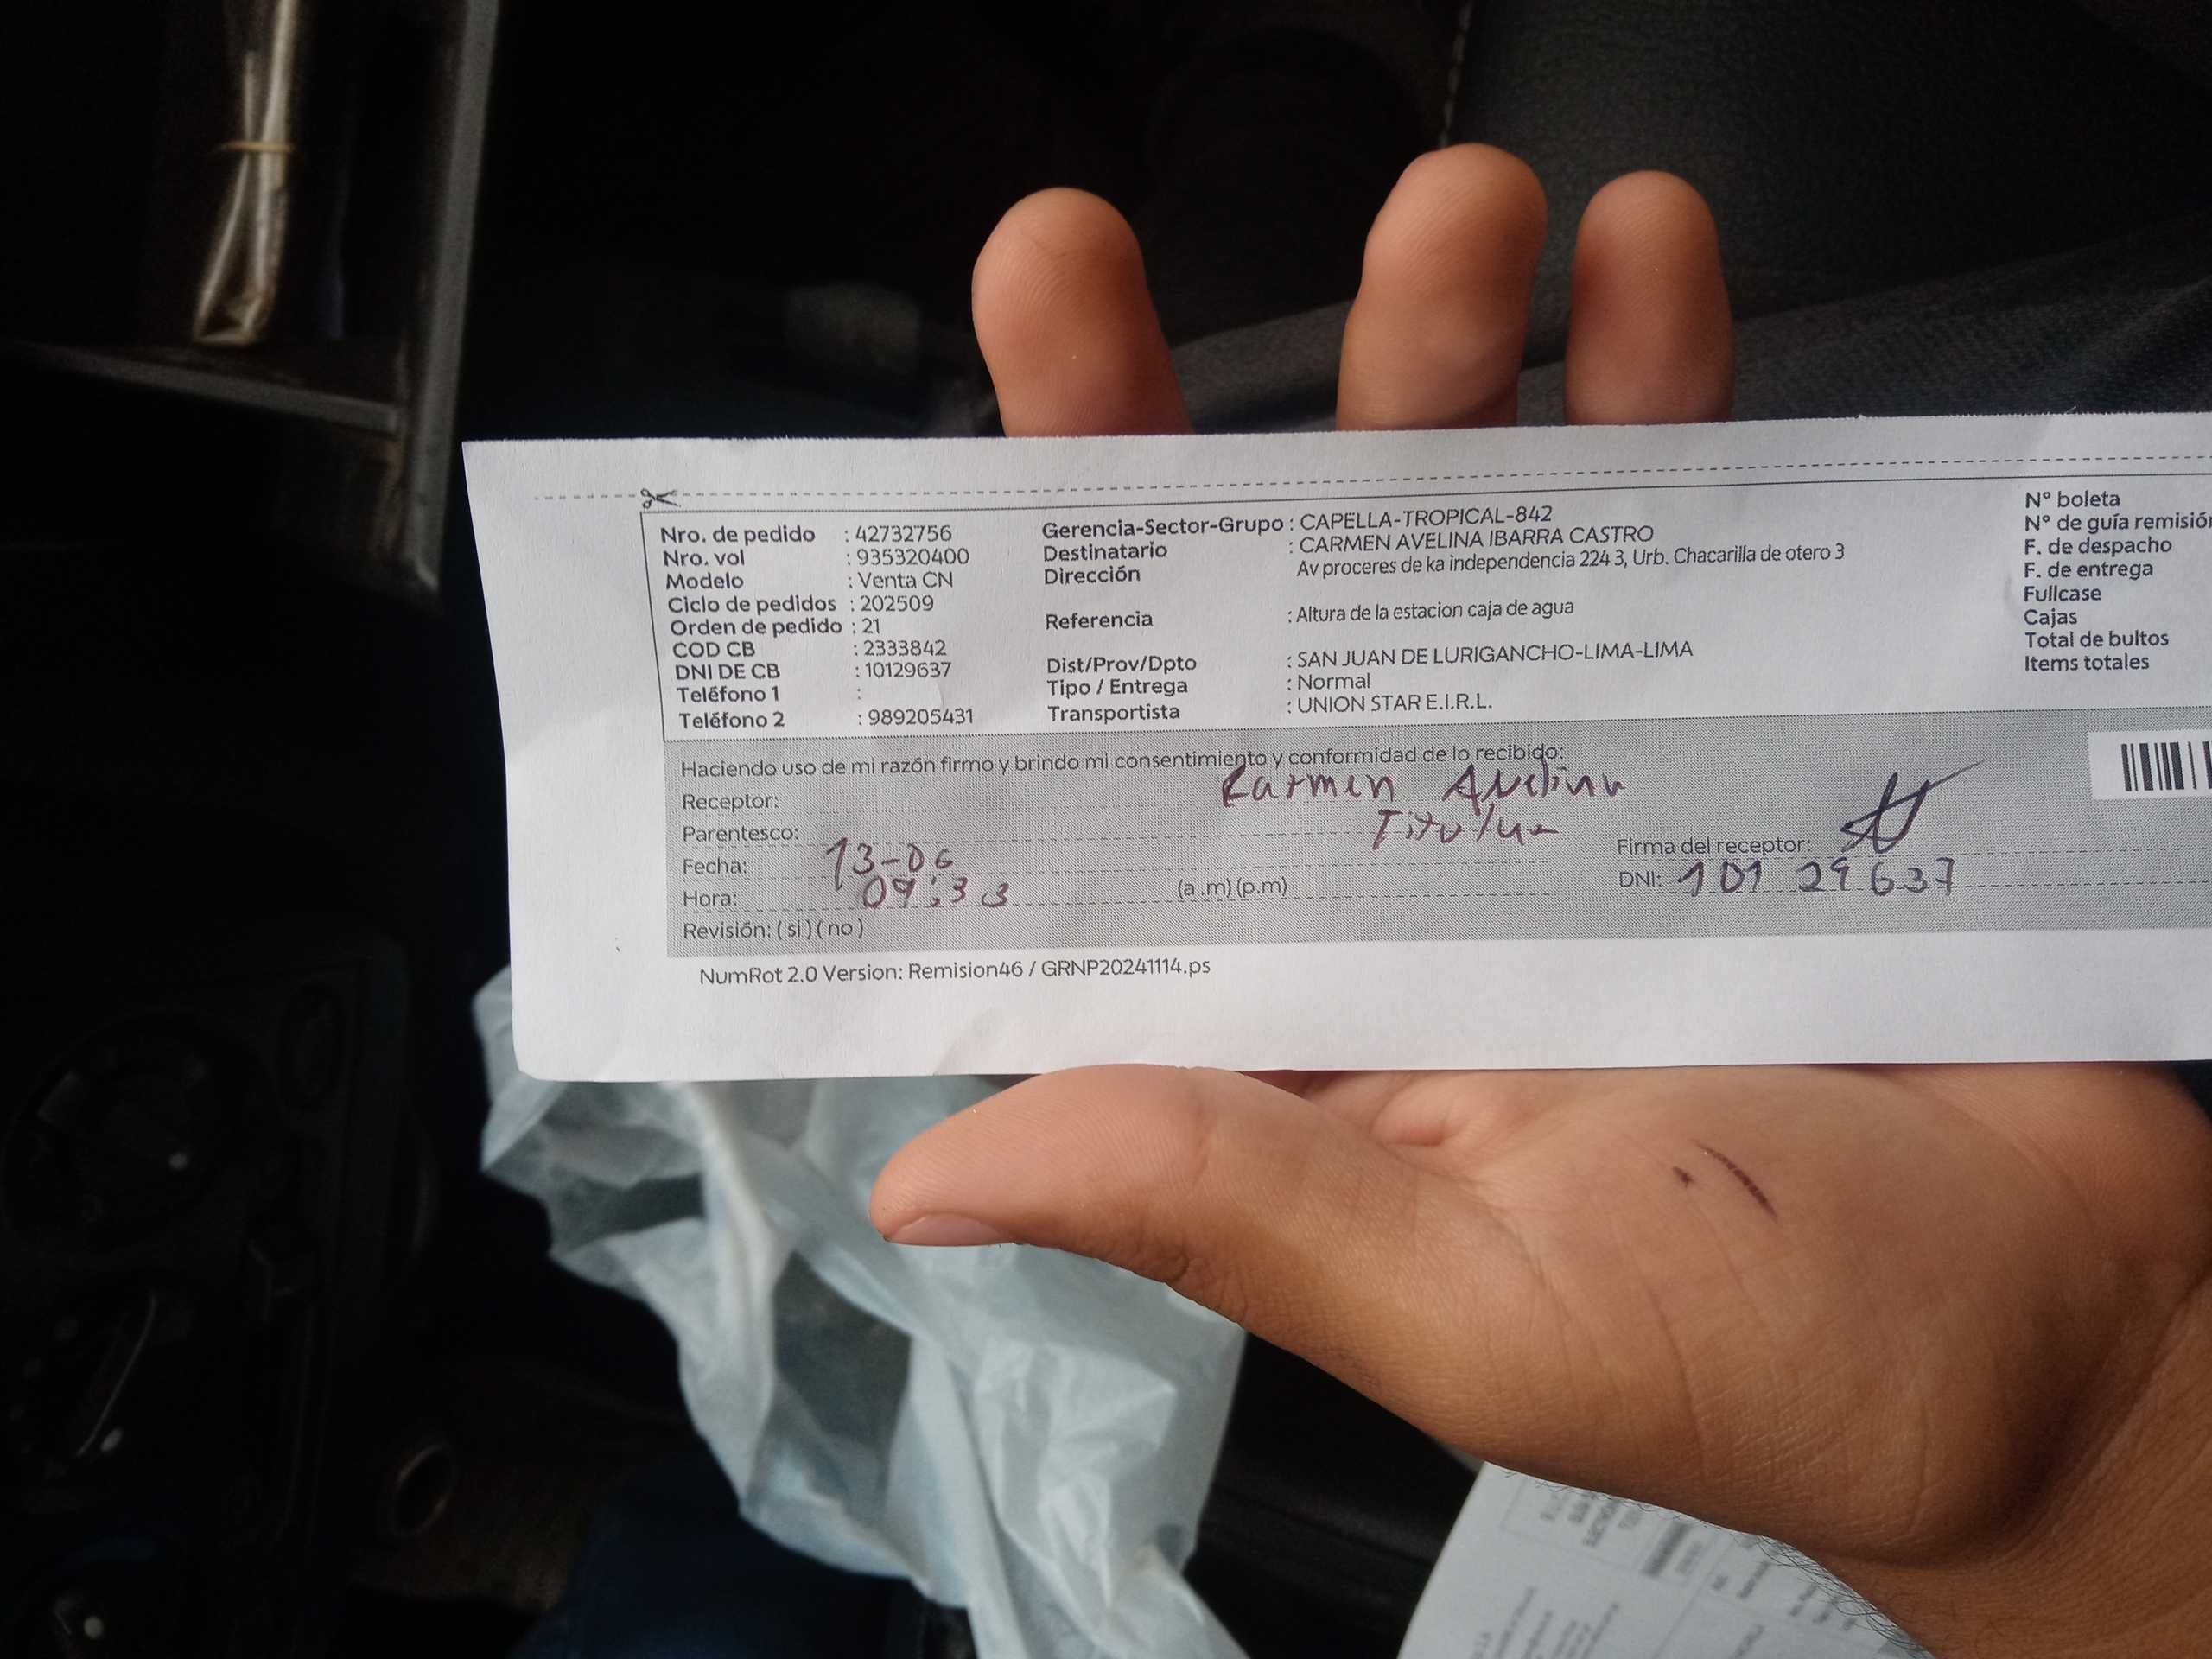 Nro. de pedido : 42732756
Nro. vol : 935320400
Modelo : Venta CN
Ciclo de pedidos : 202509
Orden de pedido : 21
COD CB : 2333842
DNI DE CB : 10129637
Teléfono 1 :
Teléfono 2 : 989205431
Gerencia-Sector-Grupo : CAPELLA-TROPICAL-842
Destinatario : CARMEN AVELINA IBARRA CASTRO
Dirección Av proceres de ka independencia 224 3, Urb. Chacarilla de otero 3
Referencia : Altura de la estacion caja de agua
Dist/Prov/Dpto : SAN JUAN DE LURIGANCHO-LIMA-LIMA
Tipo / Entrega : Normal
Transportista : UNION STAR E.I.R.L.
N° boleta
N° de guía remisión
F. de despacho
F. de entrega
Fullcase
Cajas
Total de bultos
Items totales
Haciendo uso de mi razón firmo y brindo mi consentimiento y conformidad de lo recibido:
Receptor: Karmen Avelina
Parentesco: Titular
Fecha: 13-06
Hora: 09:33 (a .m) (p.m)
Revisión: ( si ) ( no )
Firma del receptor:
DNI: 101 29 637
NumRot 2.0 Version: Remision46 / GRNP20241114.ps